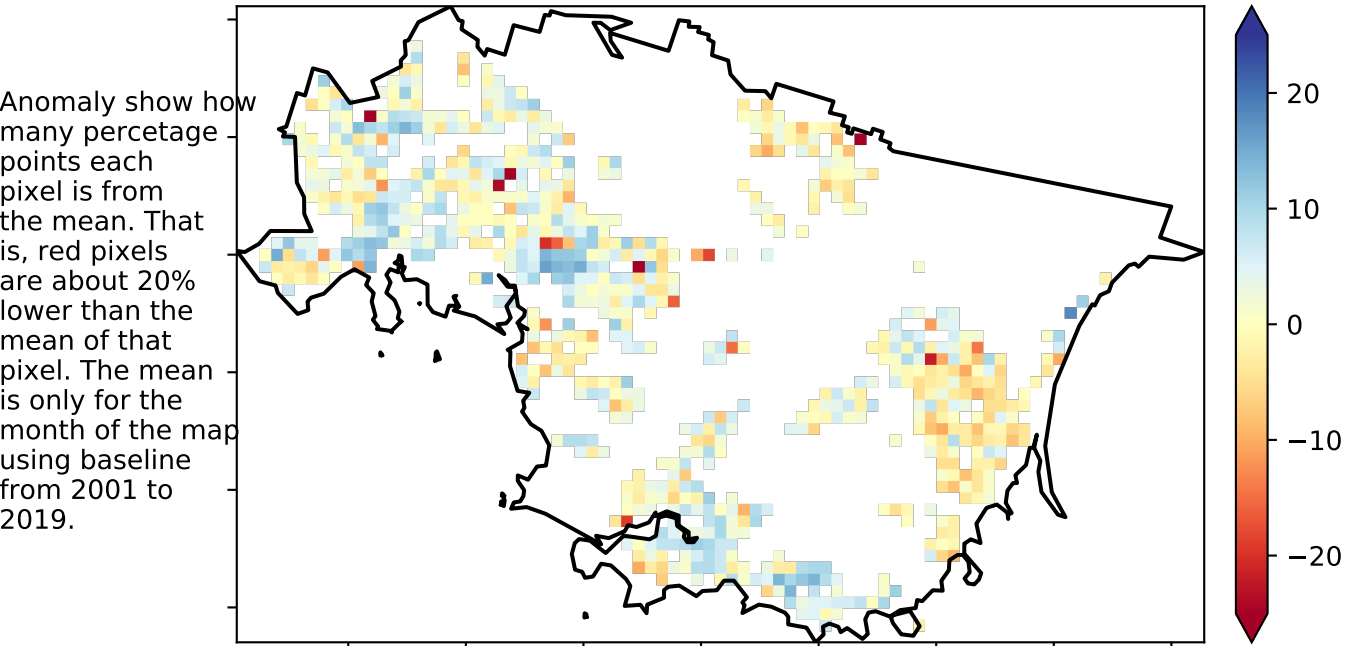 Anomaly show how
many percetage
points each
pixel is from
the mean. That
is, red pixels
are about 20%
lower than the
mean of that
pixel. The mean
is only for the
month of the map
using baseline
from 2001 to
2019.
20
10
0
−10
−20